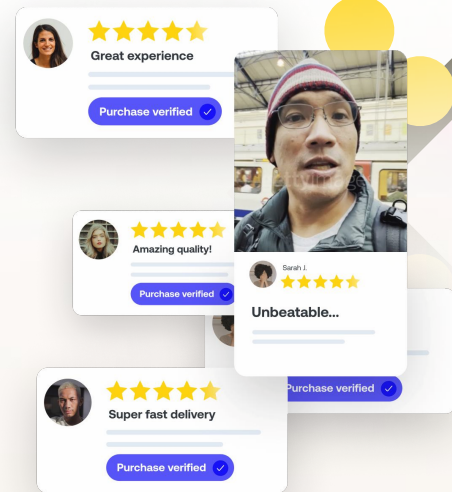 Great experience
Purchase verified
Amazing quality!
Purchase verified
Sarah J.
Unbeatable...
Purchase verified
Super fast delivery
Purchase verified